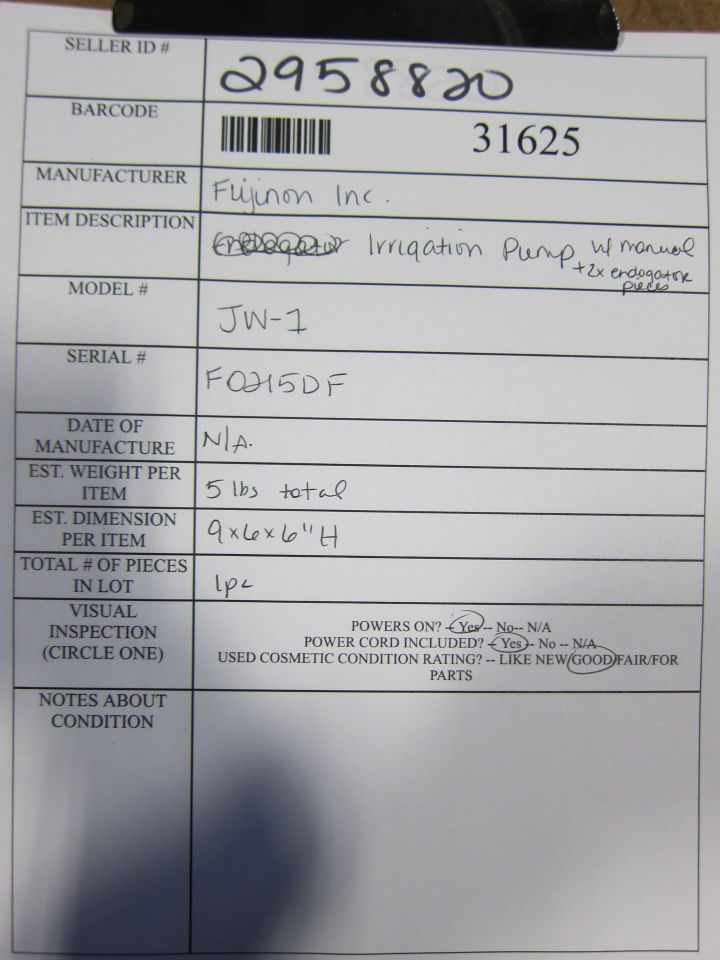 SELLER ID # 2958820
BARCODE 31625
MANUFACTURER Fujinon Inc.
ITEM DESCRIPTION Irrigation Pump w/ manual
+2x endogator
pieces
MODEL # JW-1
SERIAL # F0215DF
DATE OF
MANUFACTURE N/A.
EST. WEIGHT PER
ITEM 5 lbs total
EST. DIMENSION
PER ITEM 9x6x6"H
TOTAL # OF PIECES
IN LOT 1pc
VISUAL
INSPECTION
(CIRCLE ONE)
POWERS ON? -- Yes -- No-- N/A
POWER CORD INCLUDED? -- Yes -- No -- N/A
USED COSMETIC CONDITION RATING? -- LIKE NEW/GOOD/FAIR/FOR
PARTS
NOTES ABOUT
CONDITION